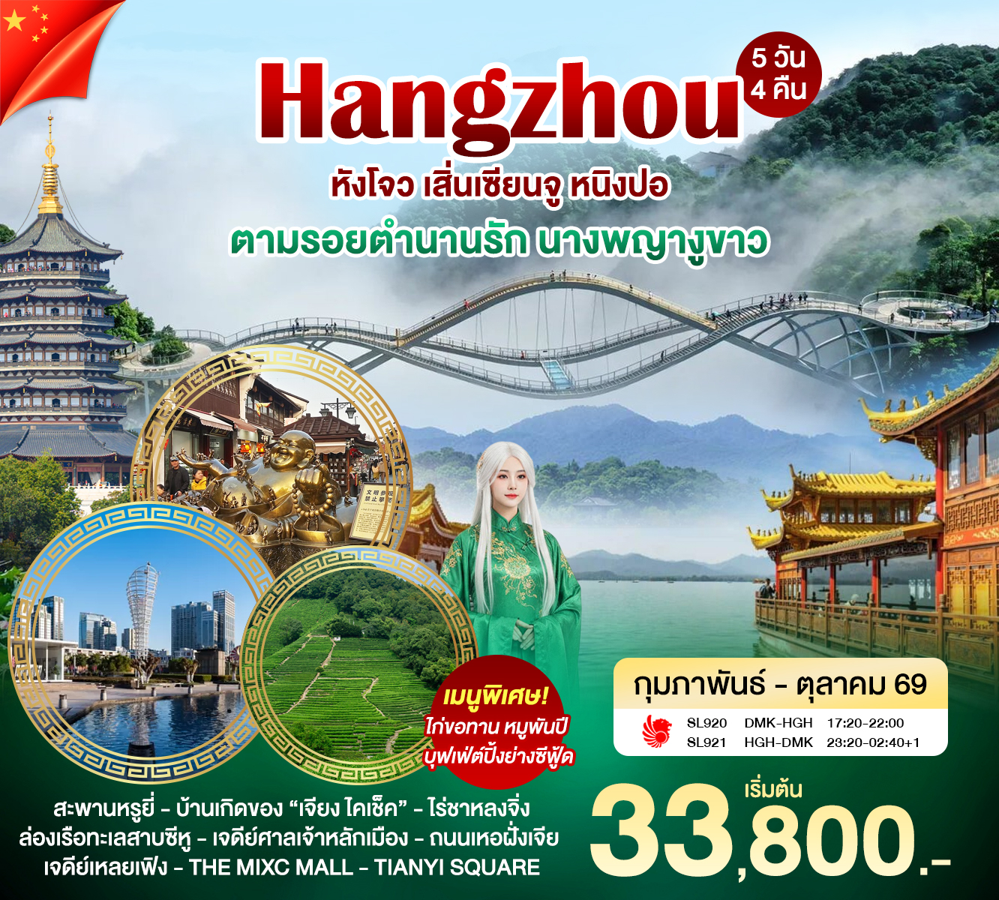 Hangzhou
5 วัน
4 คืน
หังโจว เสิ่นเซียนจู หนิงปอ
ตามรอยตำนานรัก นางพญางูขาว
文明参观
禁止攀爬
เมนูพิเศษ!
ไก่ขอทาน หมูพันปี
บุฟเฟ่ต์ปิ้งย่างซีฟู้ด
กุมภาพันธ์ - ตุลาคม 69
SL920 DMK-HGH 17:20-22:00
SL921 HGH-DMK 23:20-02:40+1
สะพานหรูยี่ - บ้านเกิดของ “เจียง ไคเช็ค” - ไร่ชาหลงจิ่ง
ล่องเรือทะเลสาบซีหู - เจดีย์ศาลเจ้าหลักเมือง - ถนนเหอฝั่งเจีย
เจดีย์เหลยเฟิง - THE MIXC MALL - TIANYI SQUARE
เริ่มต้น
33,800.-